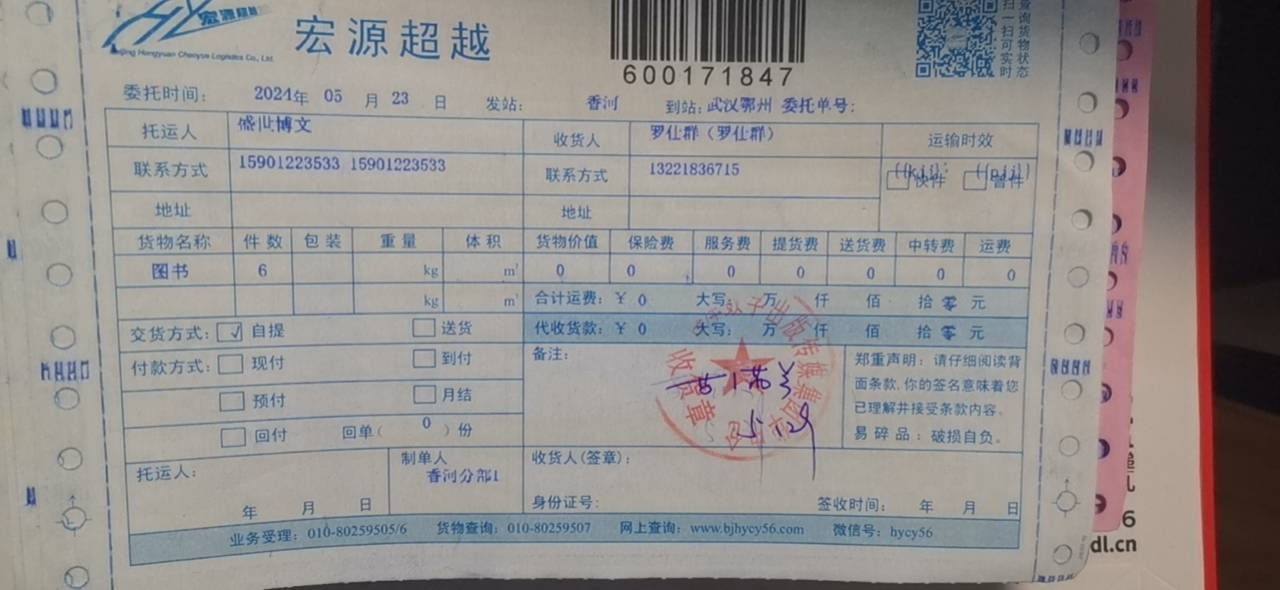 宏源超越
Beijing Hongyuan Chaoyue Logistics Co., Ltd.
宏源超越
600171847
查询货物状态
扫一扫可实时
委托时间: 2024年 05 月 23 日 发站: 香河 到站: 武汉鄂州 委托单号:
托运人 盛世博文 收货人 罗仕群 (罗仕群) 运输时效
联系方式 15901223533 15901223533 联系方式 13221836715 快件 普件
地址 地址
货物名称 件数 包装 重量 体积 货物价值 保险费 服务费 提货费 送货费 中转费 运费
图书 6 kg m³ 0 0 0 0 0 0 0
kg m³ 合计运费: ¥ 0 大写: 万 仟 佰 拾 零 元
交货方式: ✓ 自提 送货 代收货款: ¥ 0 大写: 万 仟 佰 拾 零 元
付款方式: 现付 到付 备注:
预付 月结
回付 回单( 0 )份
收货章
5.29
郑重声明: 请仔细阅读背
面条款,你的签名意味着您
已理解并接受条款内容。
易碎品: 破损自负。
托运人: 制单人 收货人(签章):
香河分部1
年 月 日 身份证号: 签收时间: 年 月 日
业务受理: 010-80259505/6 货物查询: 010-80259507 网上查询: www.bjhycy56.com 微信号: hycy56
6
dl.cn